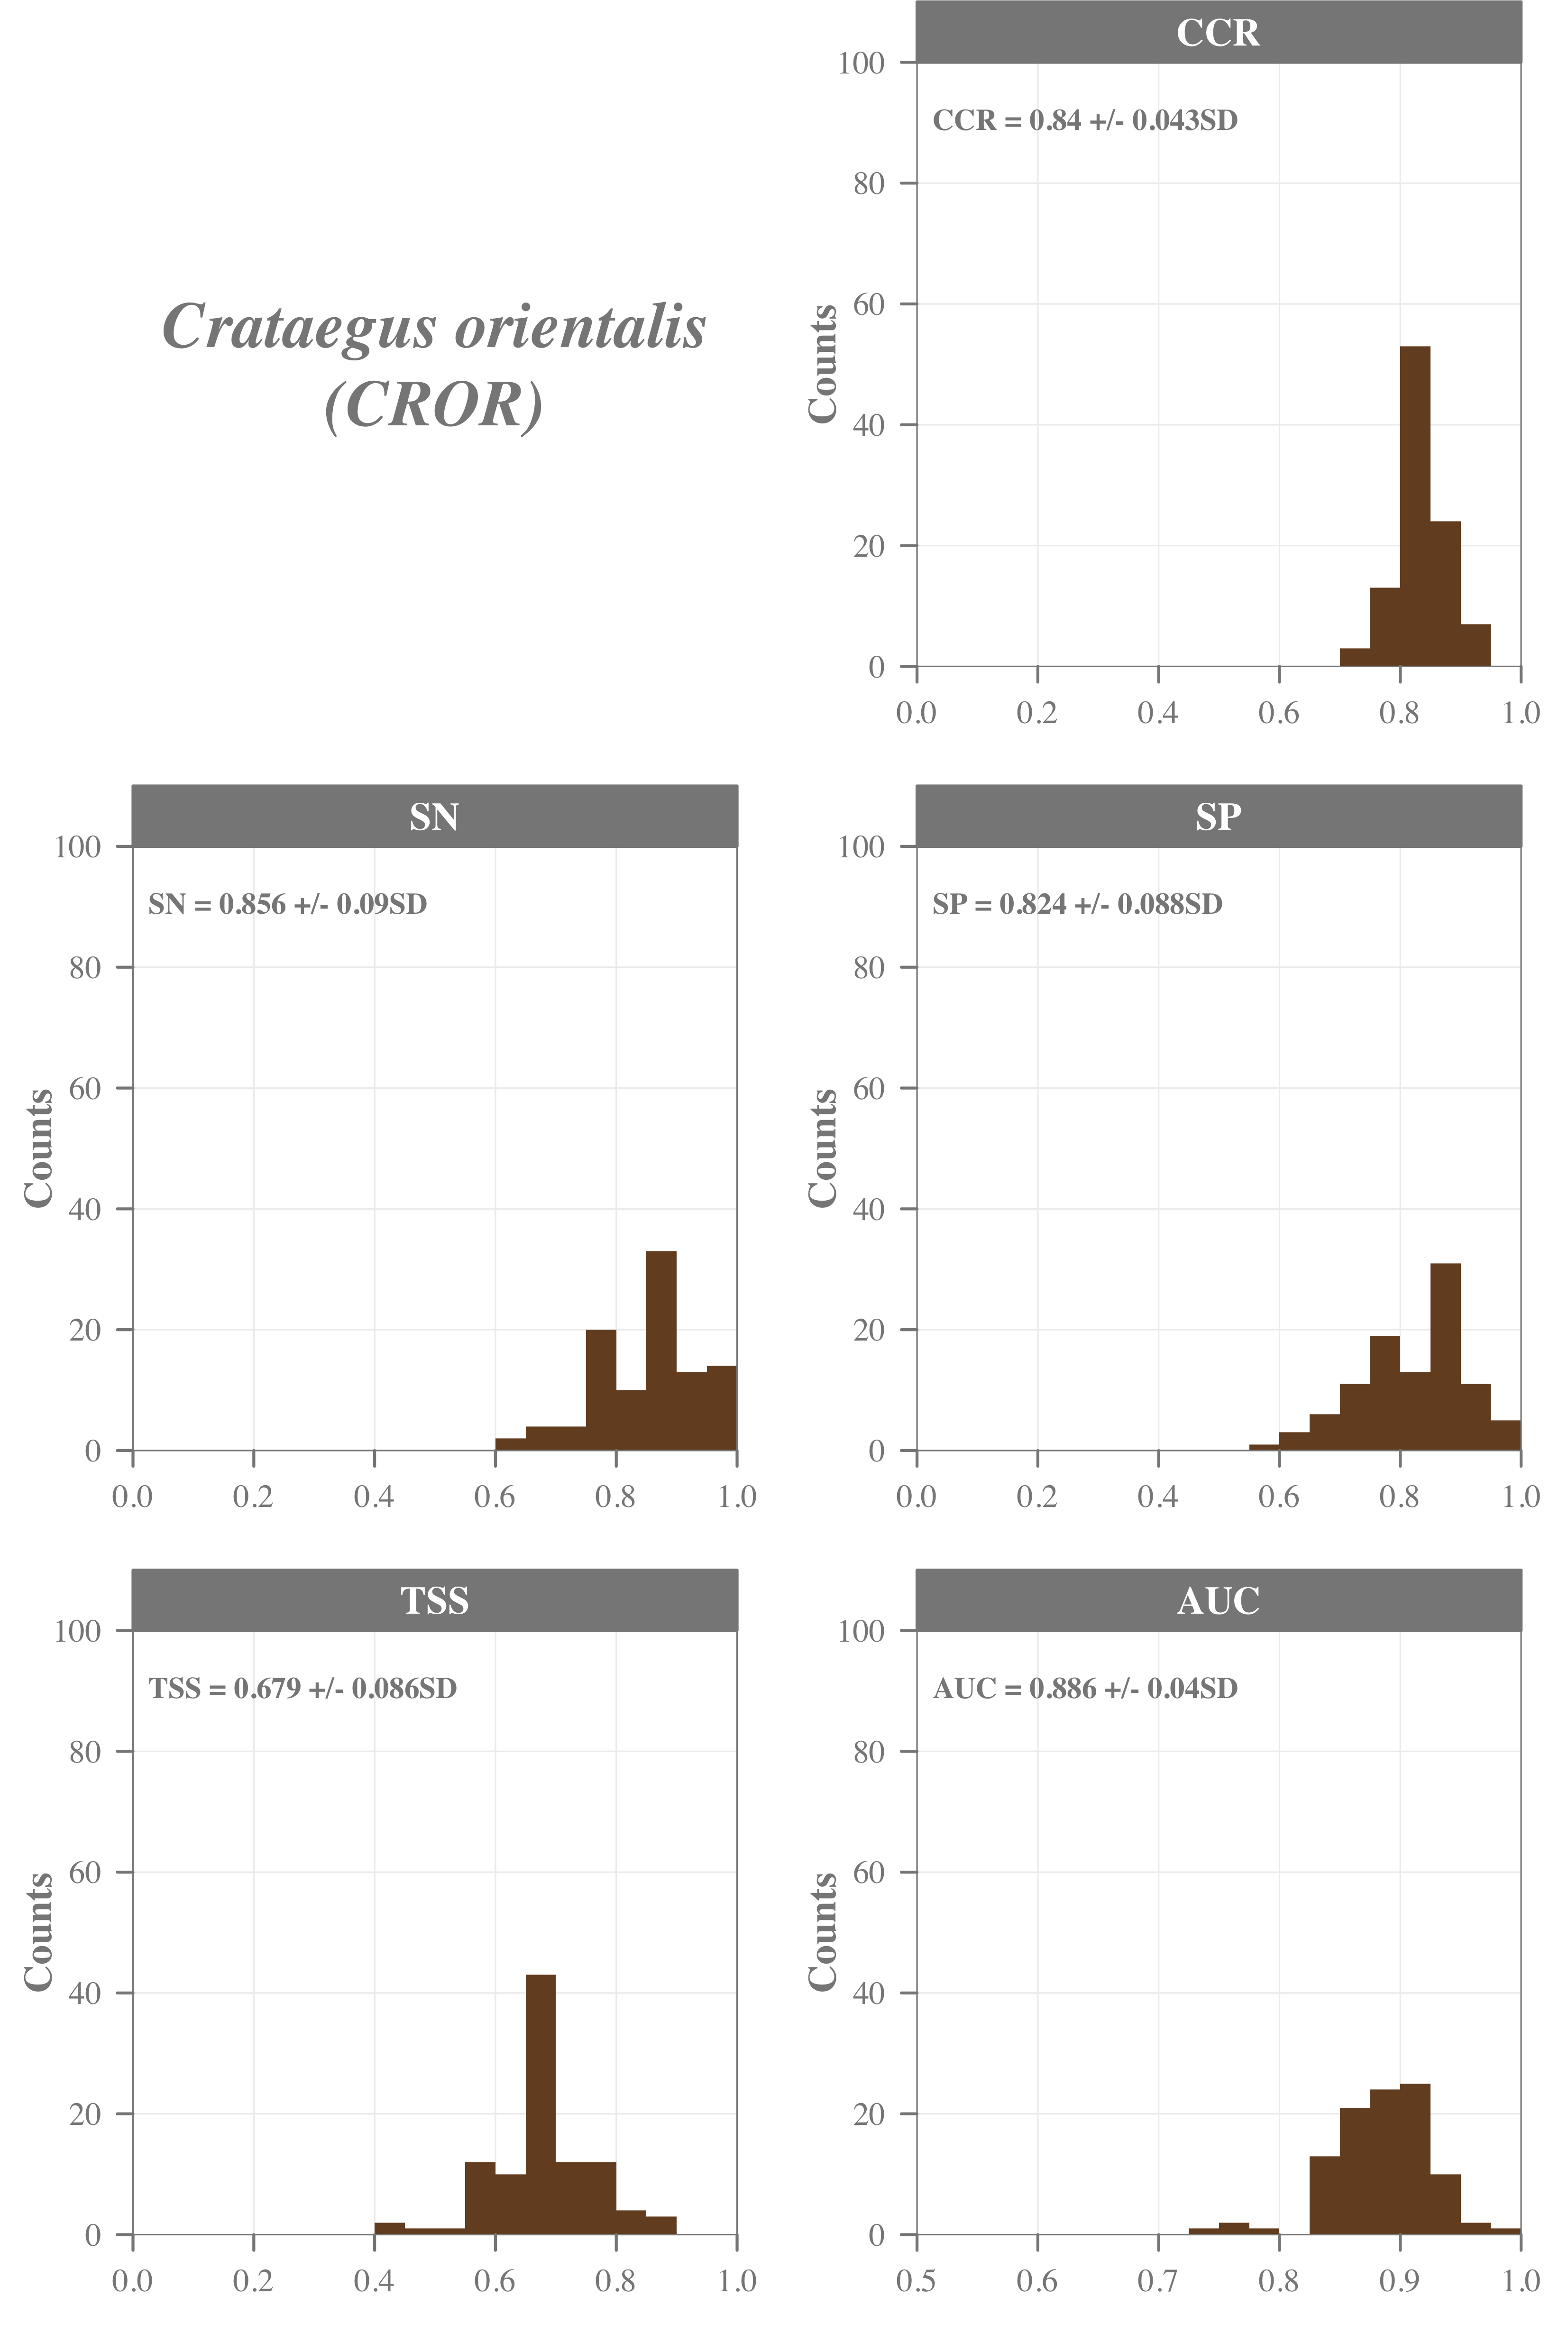 Crataegus orientalis
(CROR)
CCR
CCR = 0.84 +/- 0.043SD
Counts
100
80
60
40
20
0
0.0 0.2 0.4 0.6 0.8 1.0
SN
SN = 0.856 +/- 0.09SD
Counts
100
80
60
40
20
0
0.0 0.2 0.4 0.6 0.8 1.0
SP
SP = 0.824 +/- 0.088SD
Counts
100
80
60
40
20
0
0.0 0.2 0.4 0.6 0.8 1.0
TSS
TSS = 0.679 +/- 0.086SD
Counts
100
80
60
40
20
0
0.0 0.2 0.4 0.6 0.8 1.0
AUC
AUC = 0.886 +/- 0.04SD
Counts
100
80
60
40
20
0
0.5 0.6 0.7 0.8 0.9 1.0